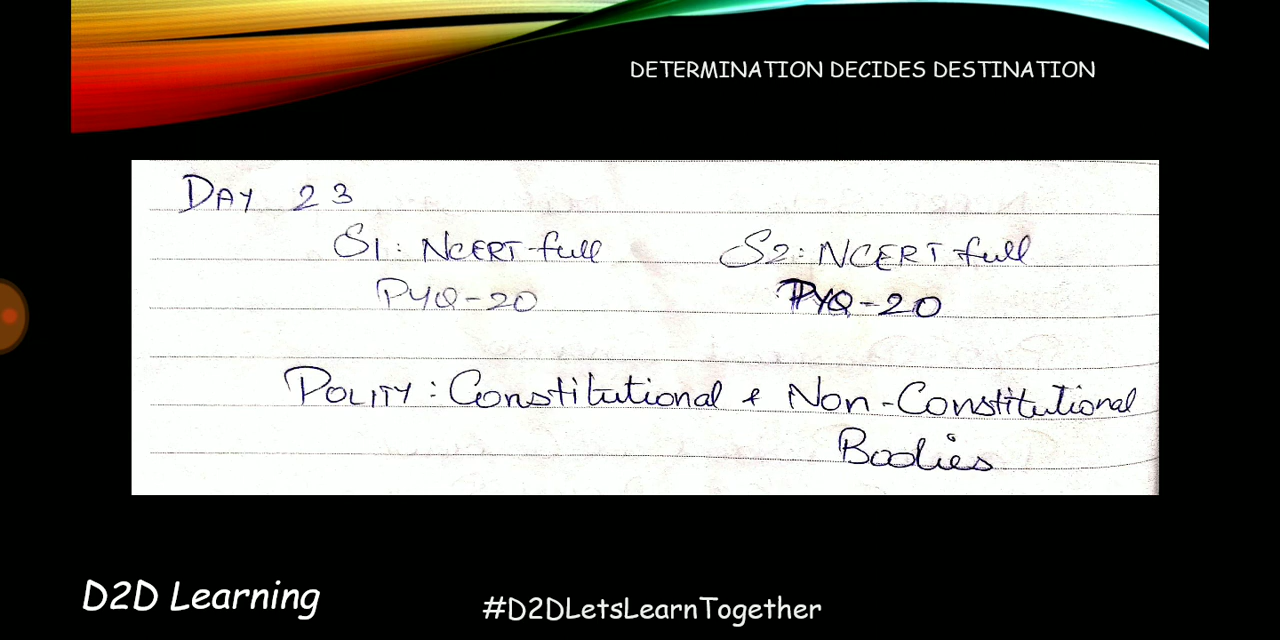 DETERMINATION DECIDES DESTINATION
DAY 23
S1: NCERT-full S2: NCERT-full
PYQ-20 PYQ-20
POLITY: Constitutional & Non-Constitutional
Bodies
D2D Learning #D2DLetsLearnTogether